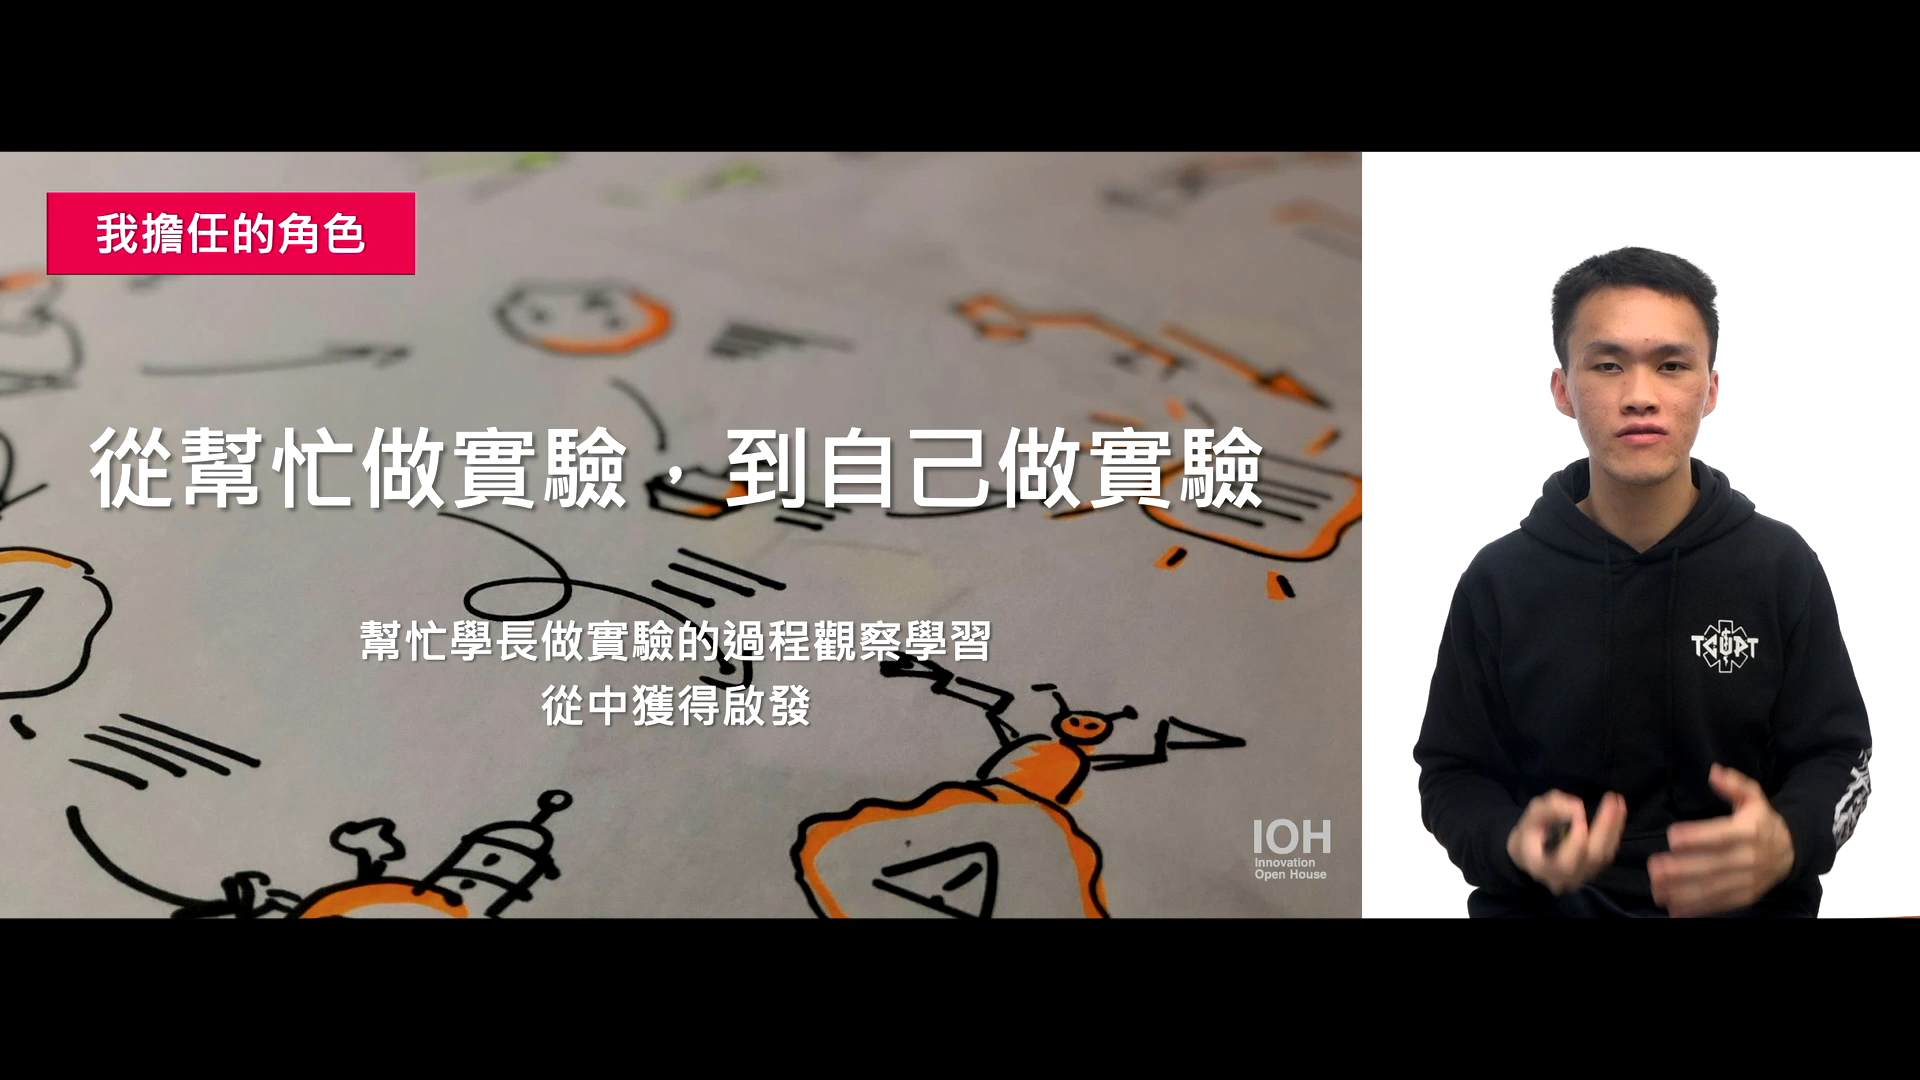 我擔任的角色
從幫忙做實驗，到自己做實驗
幫忙學長做實驗的過程觀察學習
從中獲得啟發
IOH
Innovation
Open House
TCUPT